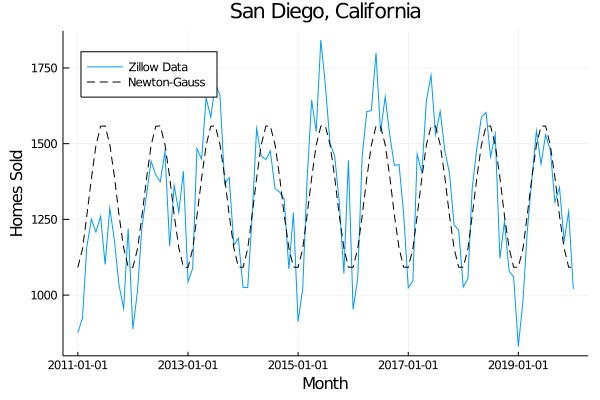 San Diego, California
Zillow Data
Newton-Gauss
1750
1500
1250
1000
Homes Sold
2011-01-01 2013-01-01 2015-01-01 2017-01-01 2019-01-01
Month